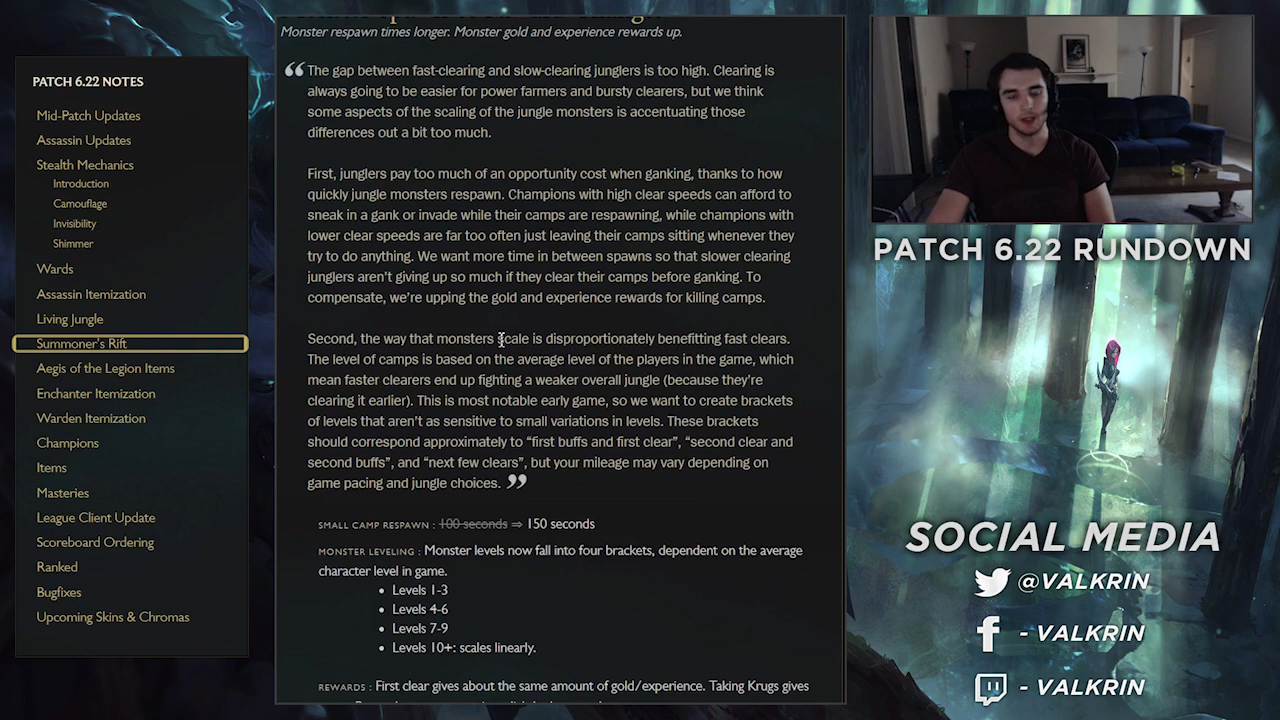 PATCH 6.22 NOTES
Mid-Patch Updates
Assassin Updates
Stealth Mechanics
Introduction
Camouflage
Invisibility
Shimmer
Wards
Assassin Itemization
Living Jungle
Summoner's Rift
Aegis of the Legion Items
Enchanter Itemization
Warden Itemization
Champions
Items
Masteries
League Client Update
Scoreboard Ordering
Ranked
Bugfixes
Upcoming Skins & Chromas
Monster respawn times longer. Monster gold and experience rewards up.
“ The gap between fast-clearing and slow-clearing junglers is too high. Clearing is
always going to be easier for power farmers and bursty clearers, but we think
some aspects of the scaling of the jungle monsters is accentuating those
differences out a bit too much.
First, junglers pay too much of an opportunity cost when ganking, thanks to how
quickly jungle monsters respawn. Champions with high clear speeds can afford to
sneak in a gank or invade while their camps are respawning, while champions with
lower clear speeds are far too often just leaving their camps sitting whenever they
try to do anything. We want more time in between spawns so that slower clearing
junglers aren't giving up so much if they clear their camps before ganking. To
compensate, we're upping the gold and experience rewards for killing camps.
Second, the way that monsters scale is disproportionately benefitting fast clears.
The level of camps is based on the average level of the players in the game, which
mean faster clearers end up fighting a weaker overall jungle (because they're
clearing it earlier). This is most notable early game, so we want to create brackets
of levels that aren't as sensitive to small variations in levels. These brackets
should correspond approximately to “first buffs and first clear”, “second clear and
second buffs”, and “next few clears”, but your mileage may vary depending on
game pacing and jungle choices. ”
SMALL CAMP RESPAWN : 100 seconds ⇒ 150 seconds
MONSTER LEVELING : Monster levels now fall into four brackets, dependent on the average
character level in game.
• Levels 1-3
• Levels 4-6
• Levels 7-9
• Levels 10+: scales linearly.
REWARDS : First clear gives about the same amount of gold/experience. Taking Krugs gives
PATCH 6.22 RUNDOWN
SOCIAL MEDIA
@VALKRIN
- VALKRIN
- VALKRIN